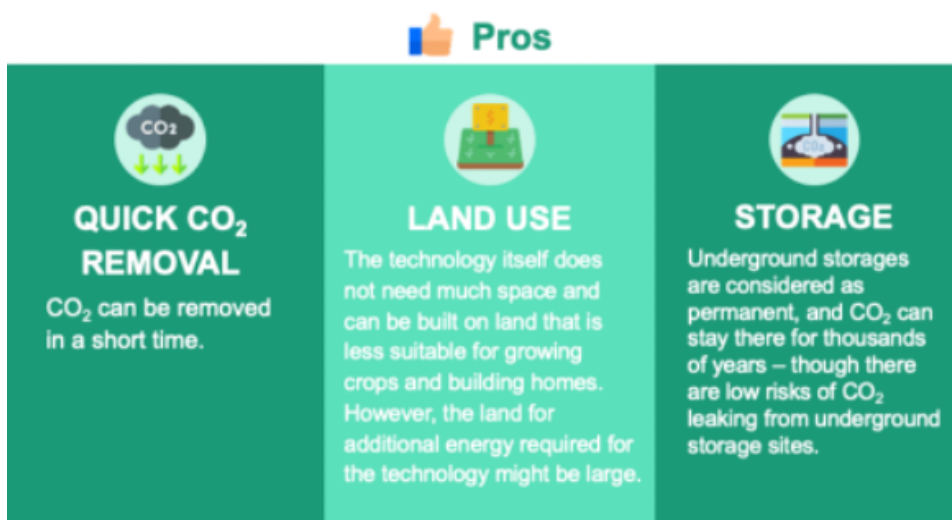 Pros
CO₂
QUICK CO₂
REMOVAL
CO₂ can be removed
in a short time.
$
LAND USE
The technology itself does
not need much space and
can be built on land that is
less suitable for growing
crops and building homes.
However, the land for
additional energy required for
the technology might be large.
CO₂
STORAGE
Underground storages
are considered as
permanent, and CO₂ can
stay there for thousands
of years – though there
are low risks of CO₂
leaking from underground
storage sites.